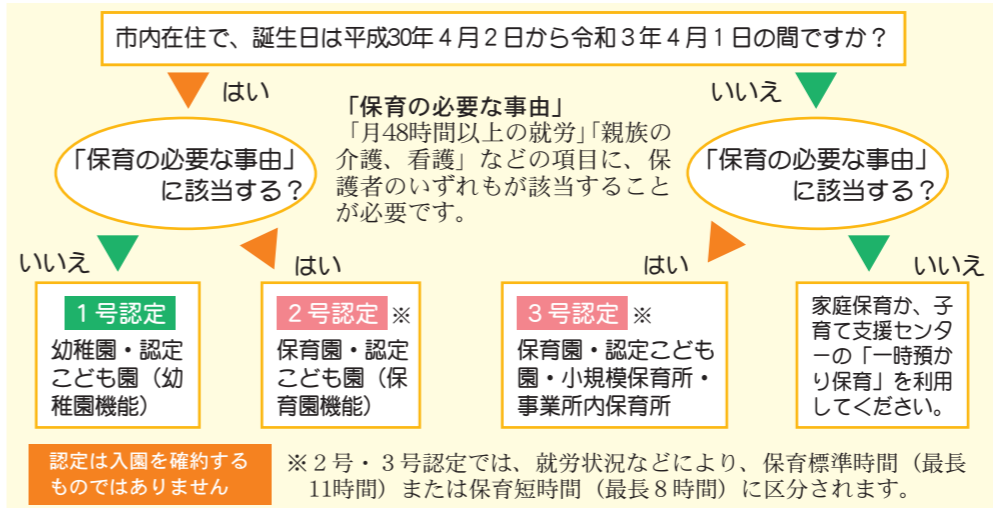 市内在住で、誕生日は平成30年４月２日から令和３年４月１日の間ですか？
はい
いいえ
「保育の必要な事由」
に該当する？
「保育の必要な事由」
「月48時間以上の就労」「親族の
介護、看護」などの項目に、保
護者のいずれもが該当すること
が必要です。
「保育の必要な事由」
に該当する？
いいえ
はい
はい
いいえ
１号認定
幼稚園・認定
こども園（幼
稚園機能）
２号認定 ※
保育園・認定
こども園（保
育園機能）
３号認定 ※
保育園・認定こども
園・小規模保育所・
事業所内保育所
家庭保育か、子
育て支援センタ
ーの「一時預か
り保育」を利用
してください。
認定は入園を確約する
ものではありません
※２号・３号認定では、就労状況などにより、保育標準時間（最長
11時間）または保育短時間（最長８時間）に区分されます。